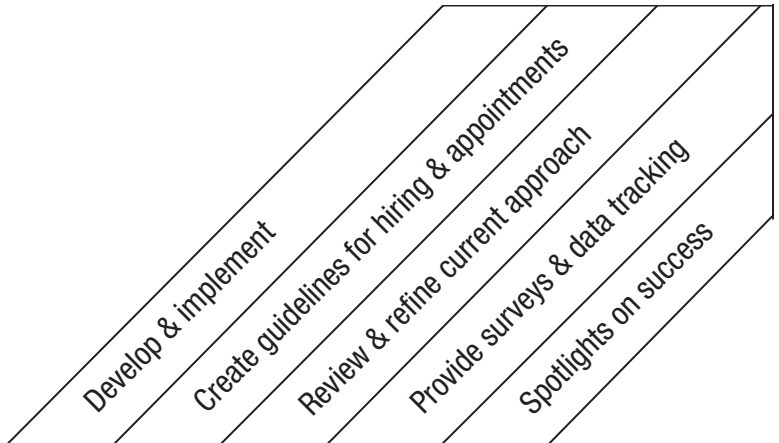 Develop & implement
Create guidelines for hiring & appointments
Review & refine current approach
Provide surveys & data tracking
Spotlights on success